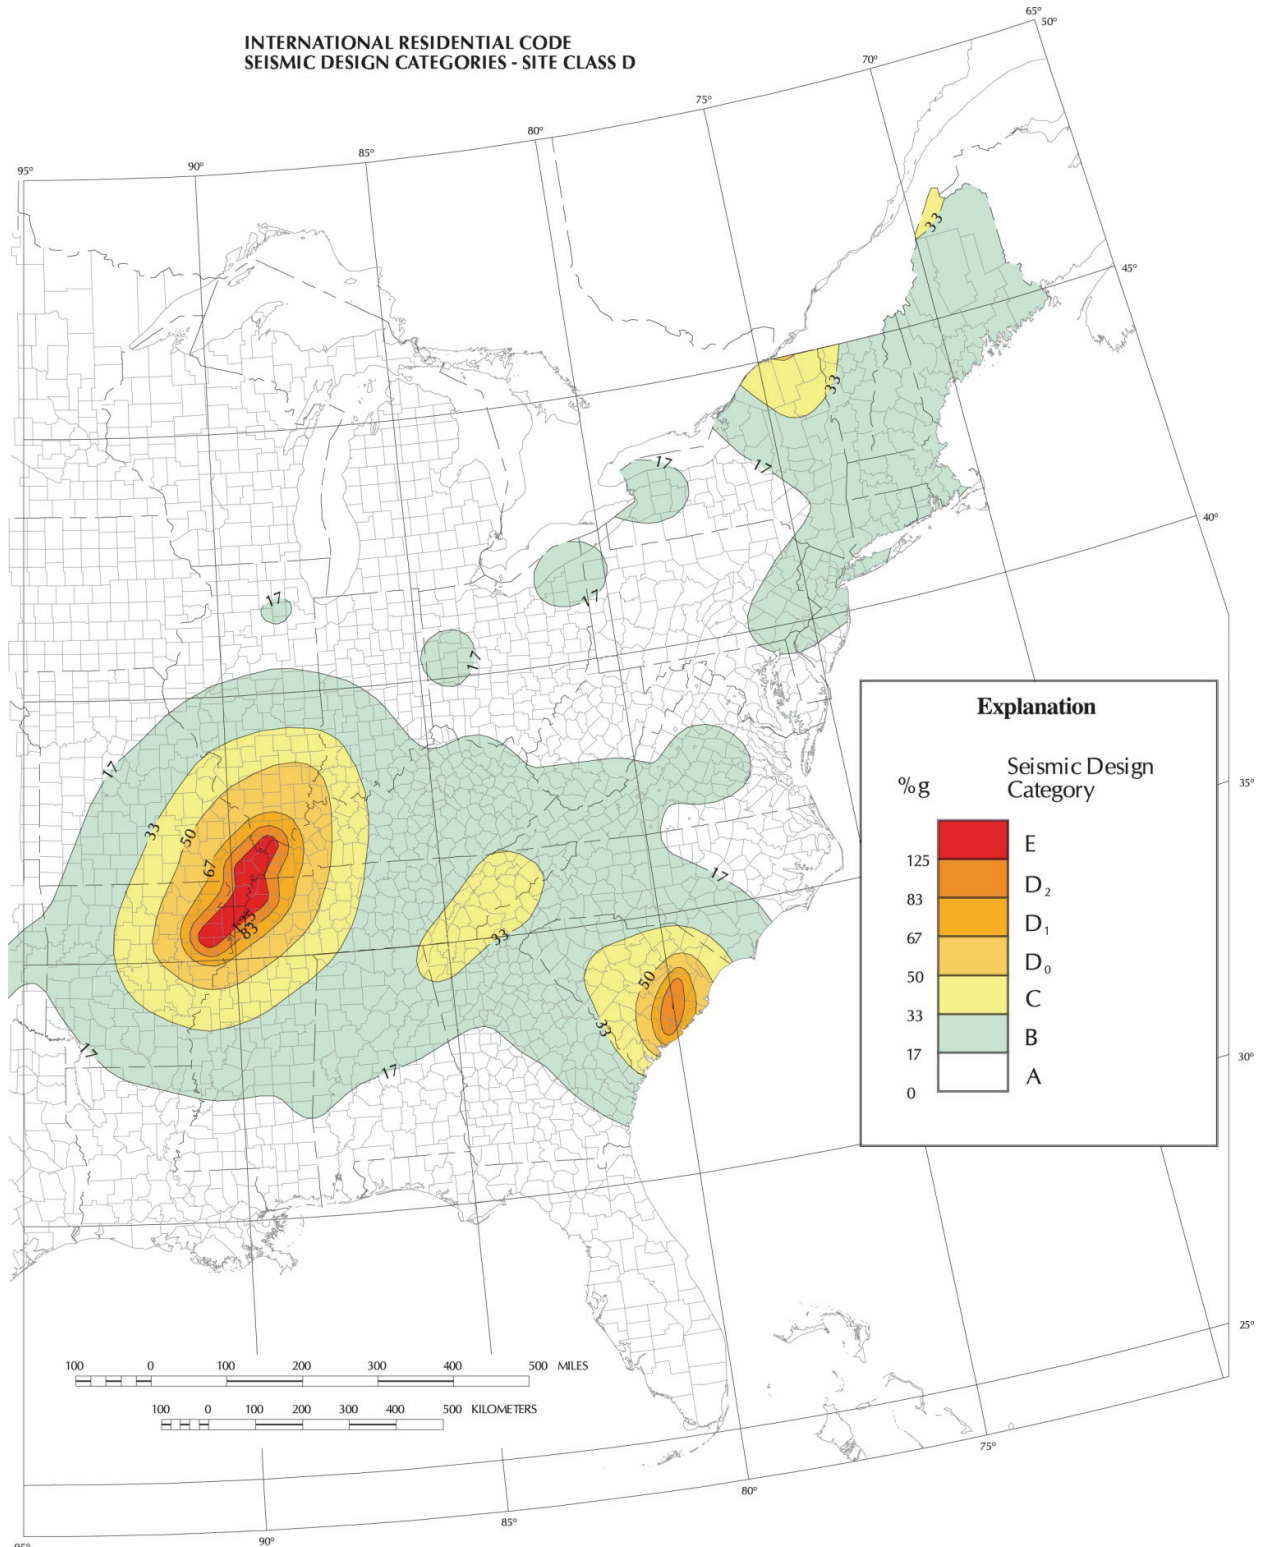 INTERNATIONAL RESIDENTIAL CODE
SEISMIC DESIGN CATEGORIES - SITE CLASS D
65°
50°
70°
75°
80°
85°
90°
95°
33
45°
33
17
17
40°
17
17
17
Explanation
Seismic Design
Category
%g
E
125
D2
83
D1
67
D0
50
C
33
B
17
A
0
17
33
50
67
125
83
33
17
50
33
17
17
35°
30°
25°
100 0 100 200 300 400 500 MILES
100 0 100 200 300 400 500 KILOMETERS
75°
80°
85°
90°
95°